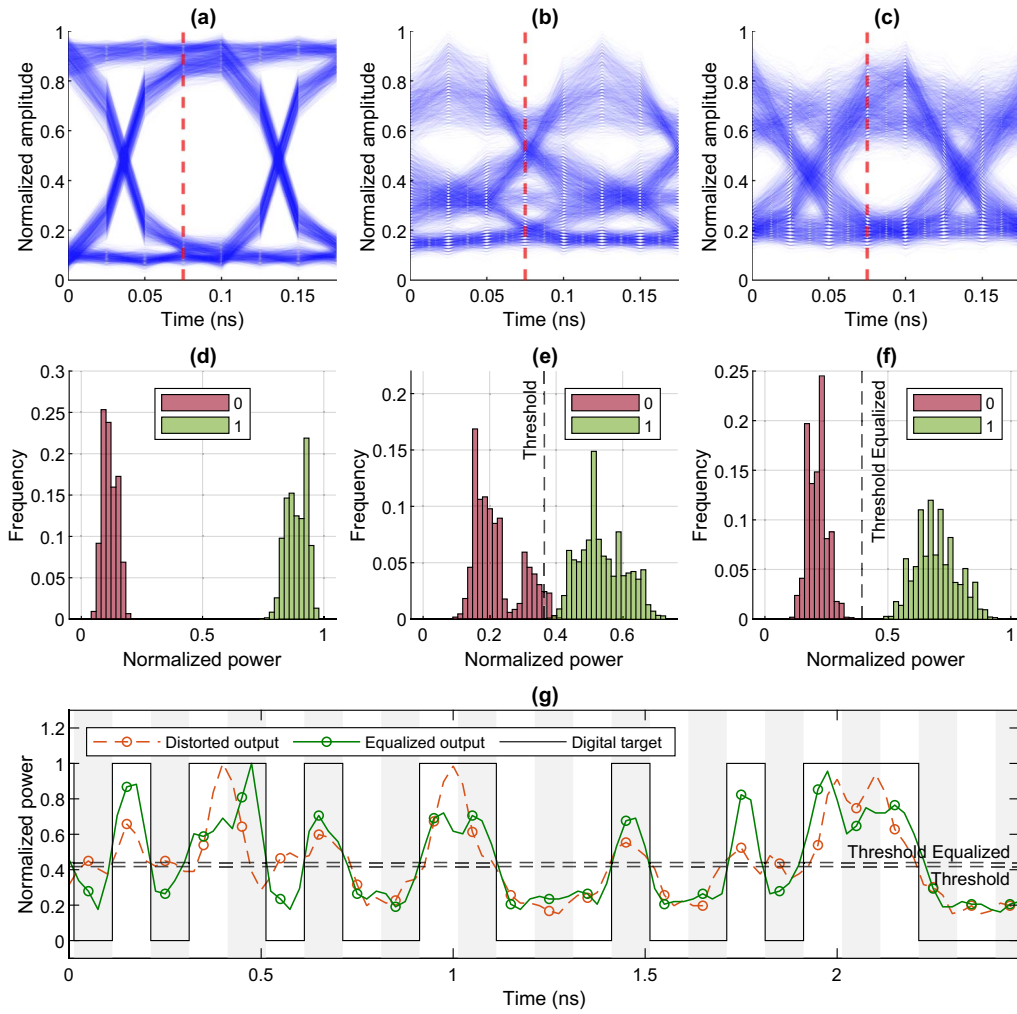 (a) (b) (c)
Normalized amplitude Normalized amplitude Normalized amplitude
1 1 1
0.8 0.8 0.8
0.6 0.6 0.6
0.4 0.4 0.4
0.2 0.2 0.2
0 0 0
0 0.05 0.1 0.15 0 0.05 0.1 0.15 0 0.05 0.1 0.15
Time (ns) Time (ns) Time (ns)
(d) (e) (f)
Frequency Frequency Frequency
0.3
0.25
0.2
0.15
0.1
0.05
0
0 0.5 1
Normalized power
0
1
0.2
0.15
0.1
0.05
0
0 0.2 0.4 0.6
Normalized power
Threshold
0
1
0.25
0.2
0.15
0.1
0.05
0
0 0.5 1
Normalized power
Threshold Equalized
0
1
(g)
Normalized power
1.2
1
0.8
0.6
0.4
0.2
0
Distorted output Equalized output Digital target
Threshold Equalized
Threshold
0 0.5 1 1.5 2
Time (ns)